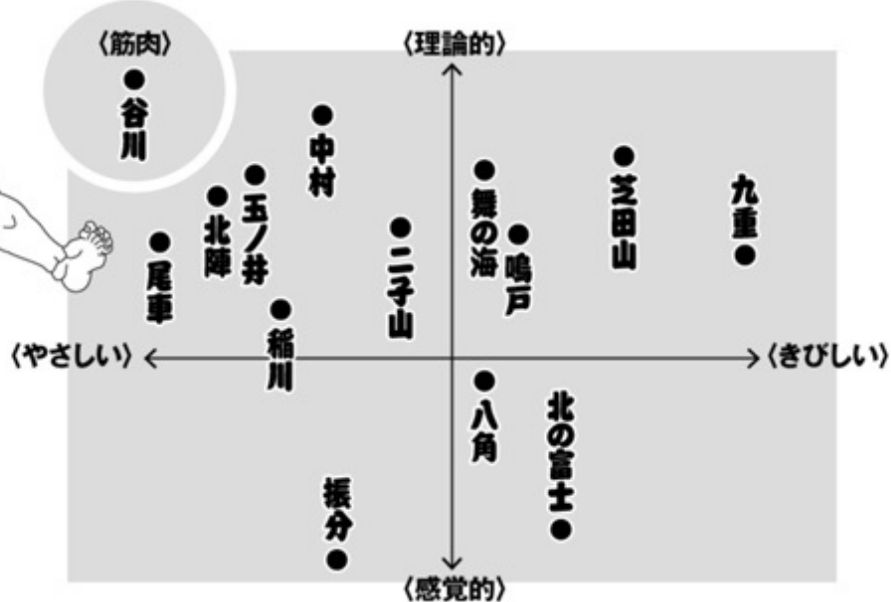 〈筋肉〉
〈理論的〉
谷川
中村
玉ノ井
北陣
尾車
稲川
二子山
舞の海
鳴戸
芝田山
九重
〈やさしい〉
〈きびしい〉
八角
北の富士
振分
〈感覚的〉